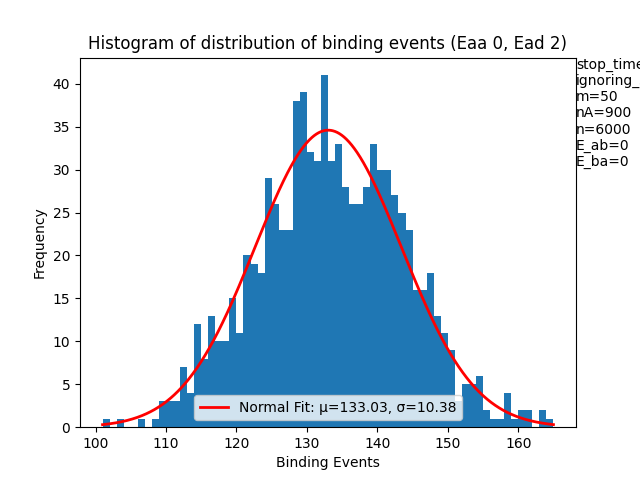 Histogram of distribution of binding events (Eaa 0, Ead 2)
stop_time
ignoring_
m=50
nA=900
n=6000
E_ab=0
E_ba=0
40
35
30
25
20
15
10
5
0
Frequency
Normal Fit: μ=133.03, σ=10.38
100 110 120 130 140 150 160
Binding Events